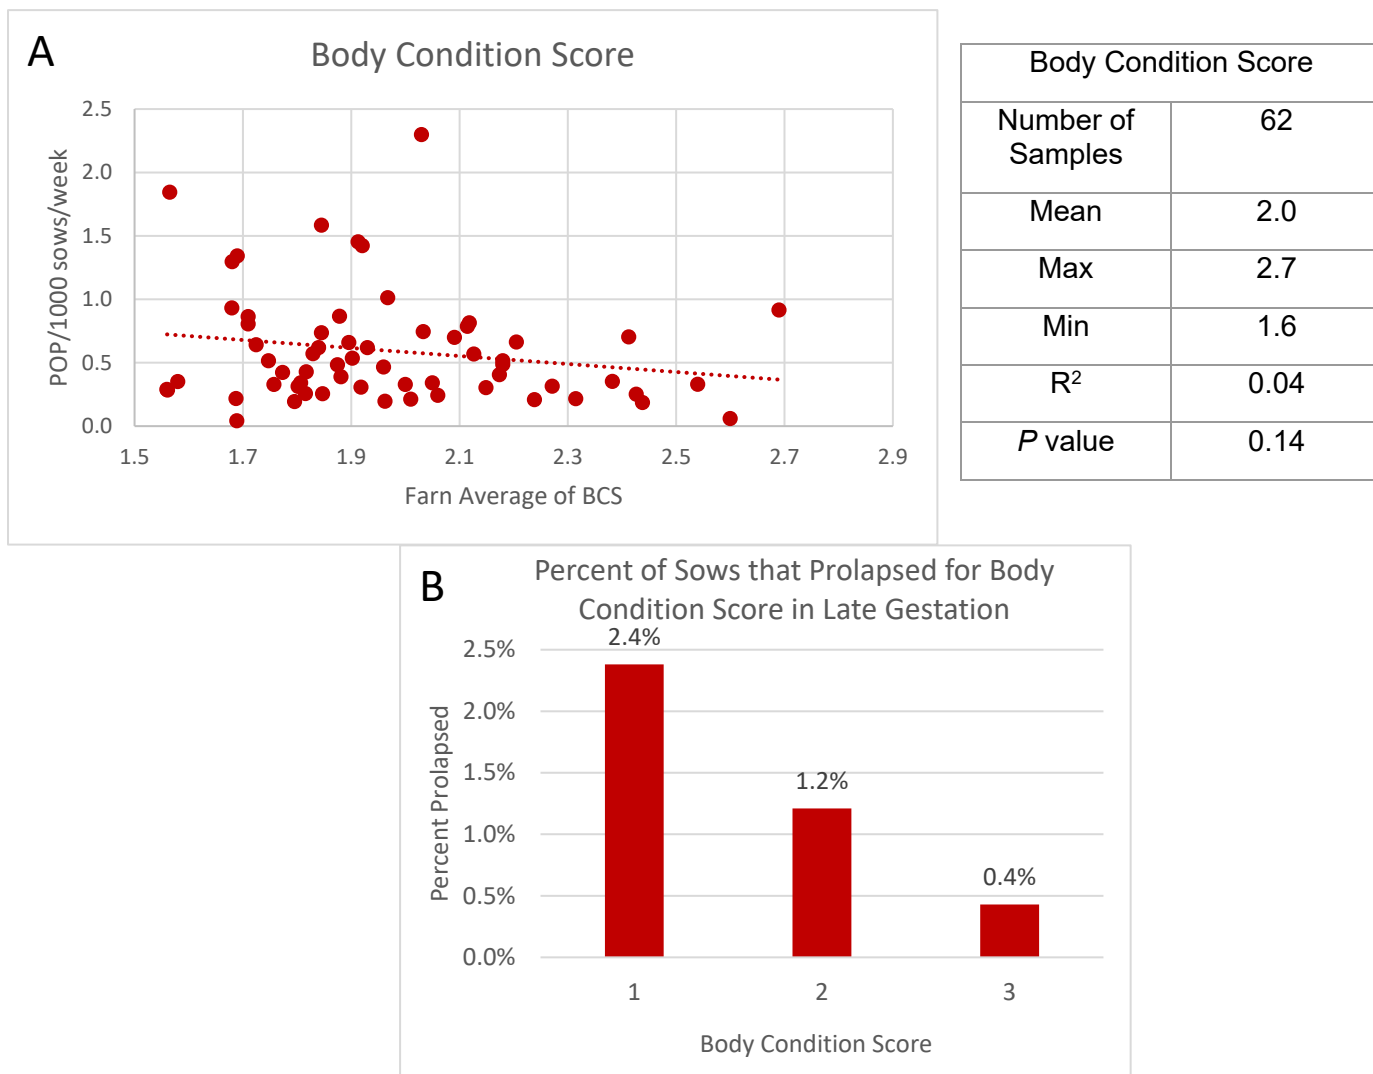 A
Body Condition Score
POP/1000 sows/week
2.5
2.0
1.5
1.0
0.5
0.0
1.5 1.7 1.9 2.1 2.3 2.5 2.7 2.9
Farn Average of BCS
Body Condition Score
Number of Samples 62
Mean 2.0
Max 2.7
Min 1.6
R² 0.04
P value 0.14
B
Percent of Sows that Prolapsed for Body
Condition Score in Late Gestation
Percent Prolapsed
2.5%
2.0%
1.5%
1.0%
0.5%
0.0%
2.4%
1.2%
0.4%
1 2 3
Body Condition Score